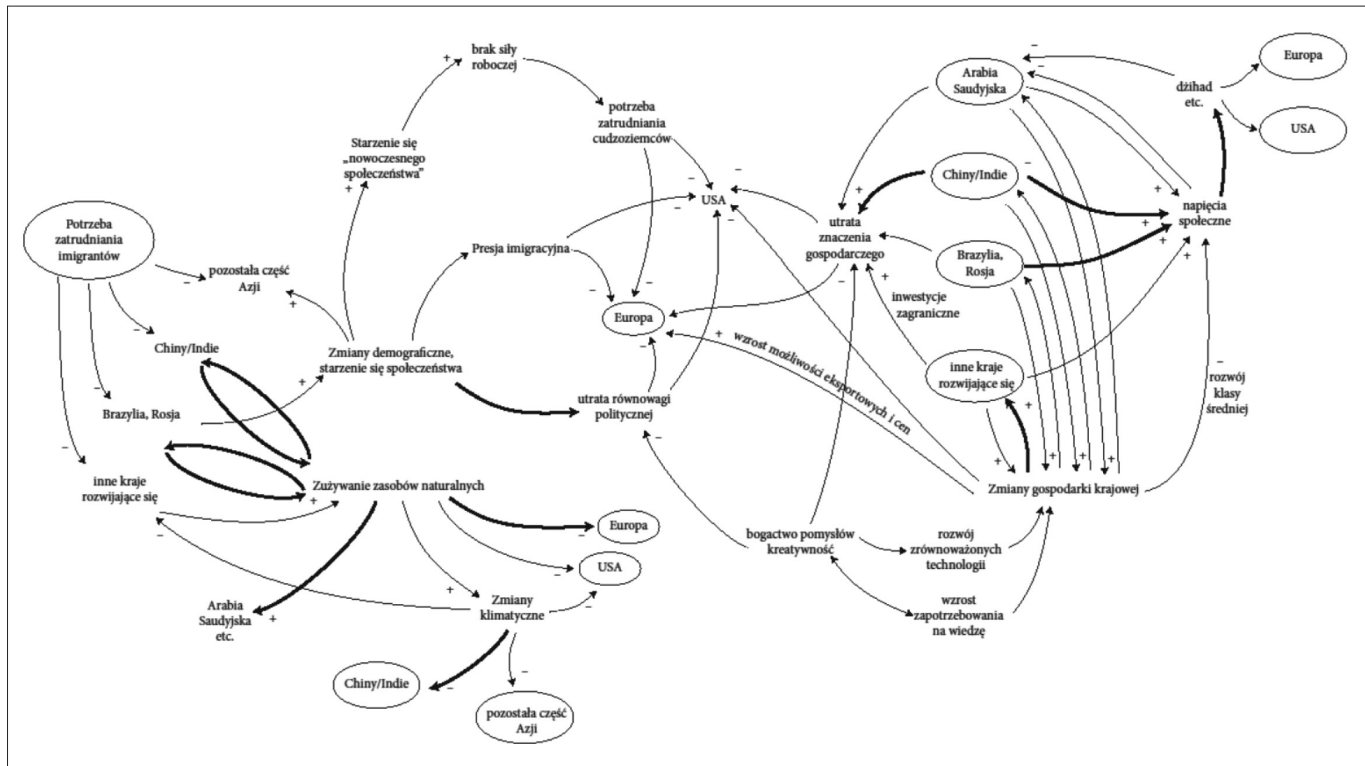 brak siły
roboczej
potrzeba
zatrudniania
cudzoziemców
Starzenie się
„nowoczesnego
społeczeństwa”
Potrzeba
zatrudniania
imigrantów
pozostała część
Azji
Chiny/Indie
Brazylia, Rosja
inne kraje
rozwijające się
Zmiany demograficzne,
starzenie się społeczeństwa
Presja imigracyjna
USA
Europa
utrata równowagi
politycznej
Zużywanie zasobów naturalnych
Europa
USA
Zmiany
klimatyczne
Arabia
Saudyjska
etc.
Chiny/Indie
pozostała część
Azji
Arabia
Saudyjska
Chiny/Indie
Brazylia,
Rosja
inne kraje
rozwijające się
utrata
znaczenia
gospodarczego
inwestycje
zagraniczne
+ wzrost możliwości eksportowych i cen
dżihad
etc.
Europa
USA
napięcia
społeczne
–
rozwój
klasy
średniej
Zmiany gospodarki krajowej
bogactwo pomysłów
kreatywność
rozwój
zrównoważonych
technologii
wzrost
zapotrzebowania
na wiedzę